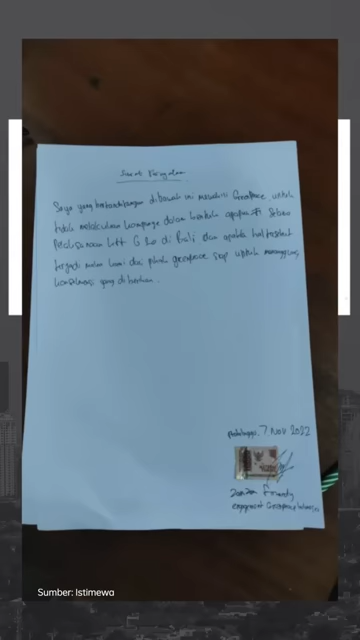 Surat Pernyataan
Saya yang bertandatangan dibawah ini mewakili Greenpeace, untuk
tidak melakukan kampanye dalam bentuk apapun selama
KTT G20 di Bali dan apabila hal tersebut
terjadi maka kami dari pihak greenpeace siap untuk menanggung
konsekuensi yang diberikan.
Probolinggo, 7 Nov 2022
Greenpeace Indonesia
Sumber: Istimewa